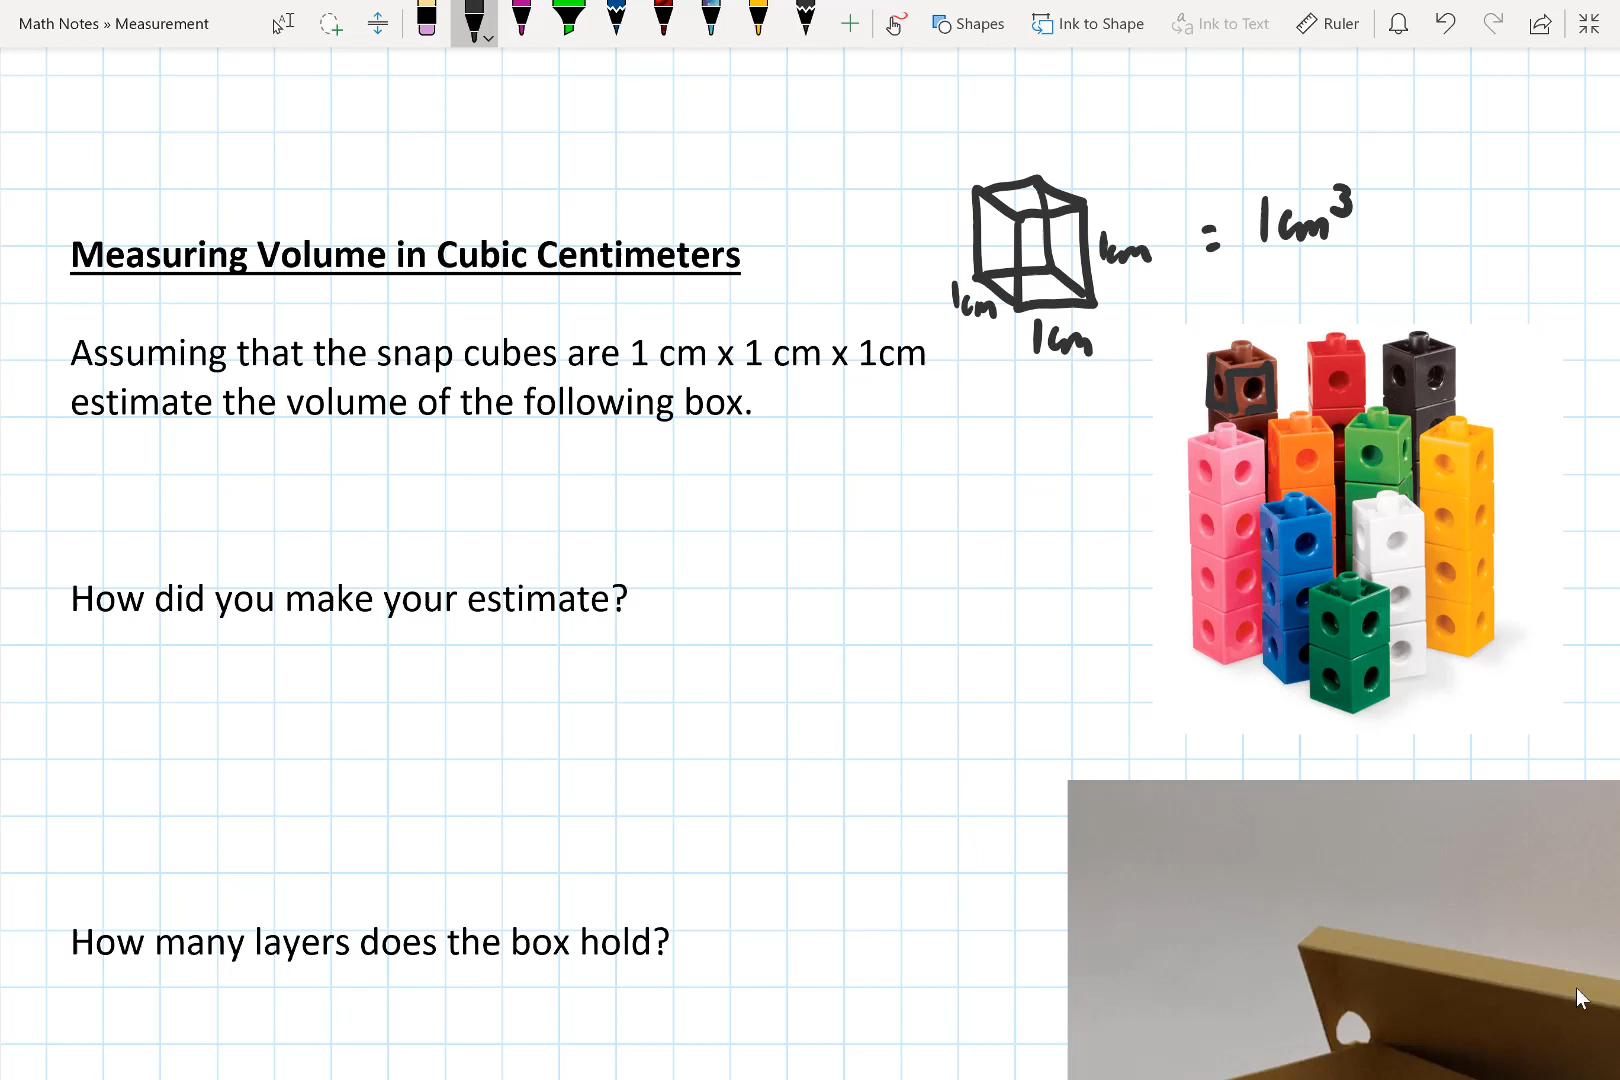 Math Notes » Measurement
Shapes
Ink to Shape
Ink to Text
Ruler
1cm
= 1cm³
1cm
1cm
Measuring Volume in Cubic Centimeters
Assuming that the snap cubes are 1 cm x 1 cm x 1cm
estimate the volume of the following box.
How did you make your estimate?
How many layers does the box hold?